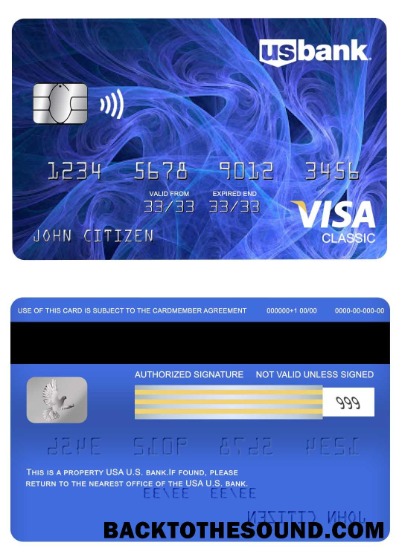 usbank
1234 5678 9012 3456
VALID FROM EXPIRED END
33/33 33/33
JOHN CITIZEN
VISA
CLASSIC
USE OF THIS CARD IS SUBJECT TO THE CARDMEMBER AGREEMENT 000000+1 00/00 0000-00-000-00
AUTHORIZED SIGNATURE NOT VALID UNLESS SIGNED
999
THIS IS A PROPERTY USA U.S. BANK.IF FOUND, PLEASE
RETURN TO THE NEAREST OFFICE OF THE USA U.S. BANK.
BACKTOTHESOUND.COM